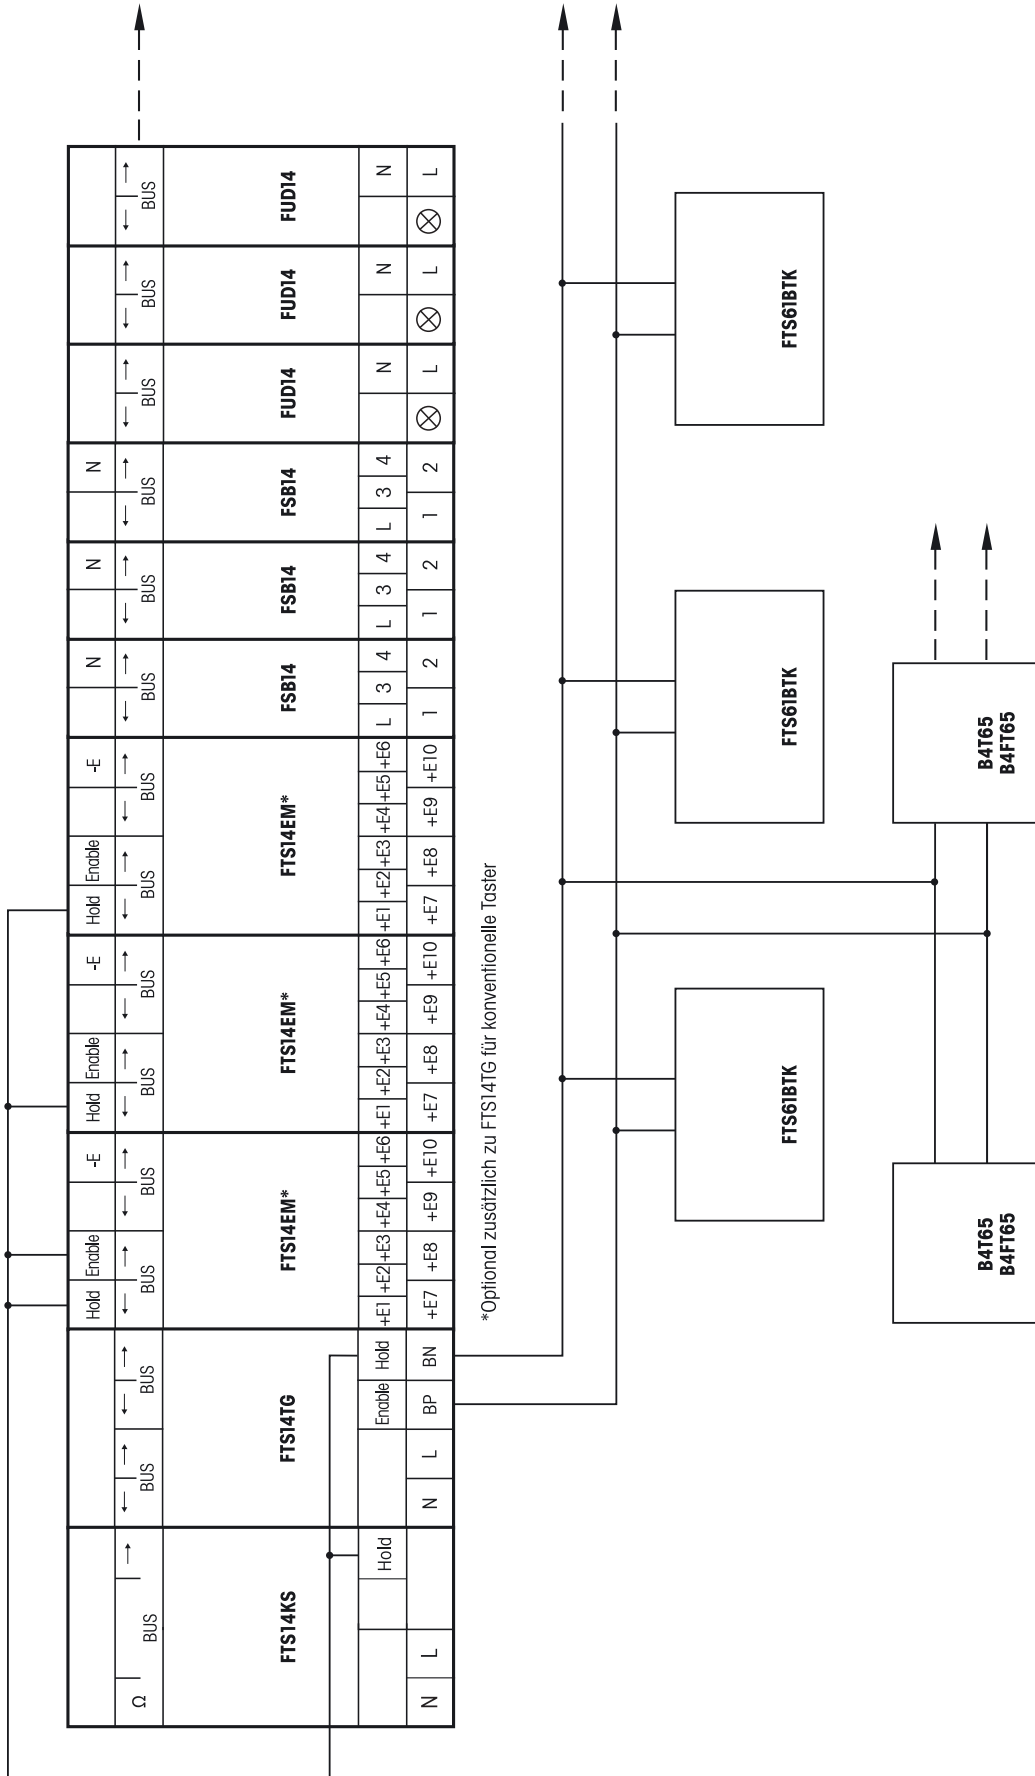 Hold Enable -E Hold Enable -E Hold Enable -E N N N
Ω → ← → ← → ← → ← → ← → ← → ← → ← → ← → ← → ← → ← → ← → ← →
BUS BUS BUS BUS BUS BUS BUS BUS BUS BUS BUS BUS BUS BUS BUS
FTS14KS FTS14TG FTS14EM* FTS14EM* FTS14EM* FSB14 FSB14 FSB14 FUD14 FUD14 FUD14
Hold Enable Hold +E1 +E2 +E3 +E4 +E5 +E6 +E1 +E2 +E3 +E4 +E5 +E6 +E1 +E2 +E3 +E4 +E5 +E6 L 3 4 L 3 4 L 3 4 N N N
N L N L BP BN +E7 +E8 +E9 +E10 +E7 +E8 +E9 +E10 +E7 +E8 +E9 +E10 1 2 1 2 1 2 L L L
*Optional zusätzlich zu FTS14TG für konventionelle Taster
FTS61BTK FTS61BTK FTS61BTK
B4T65 B4T65
B4FT65 B4FT65